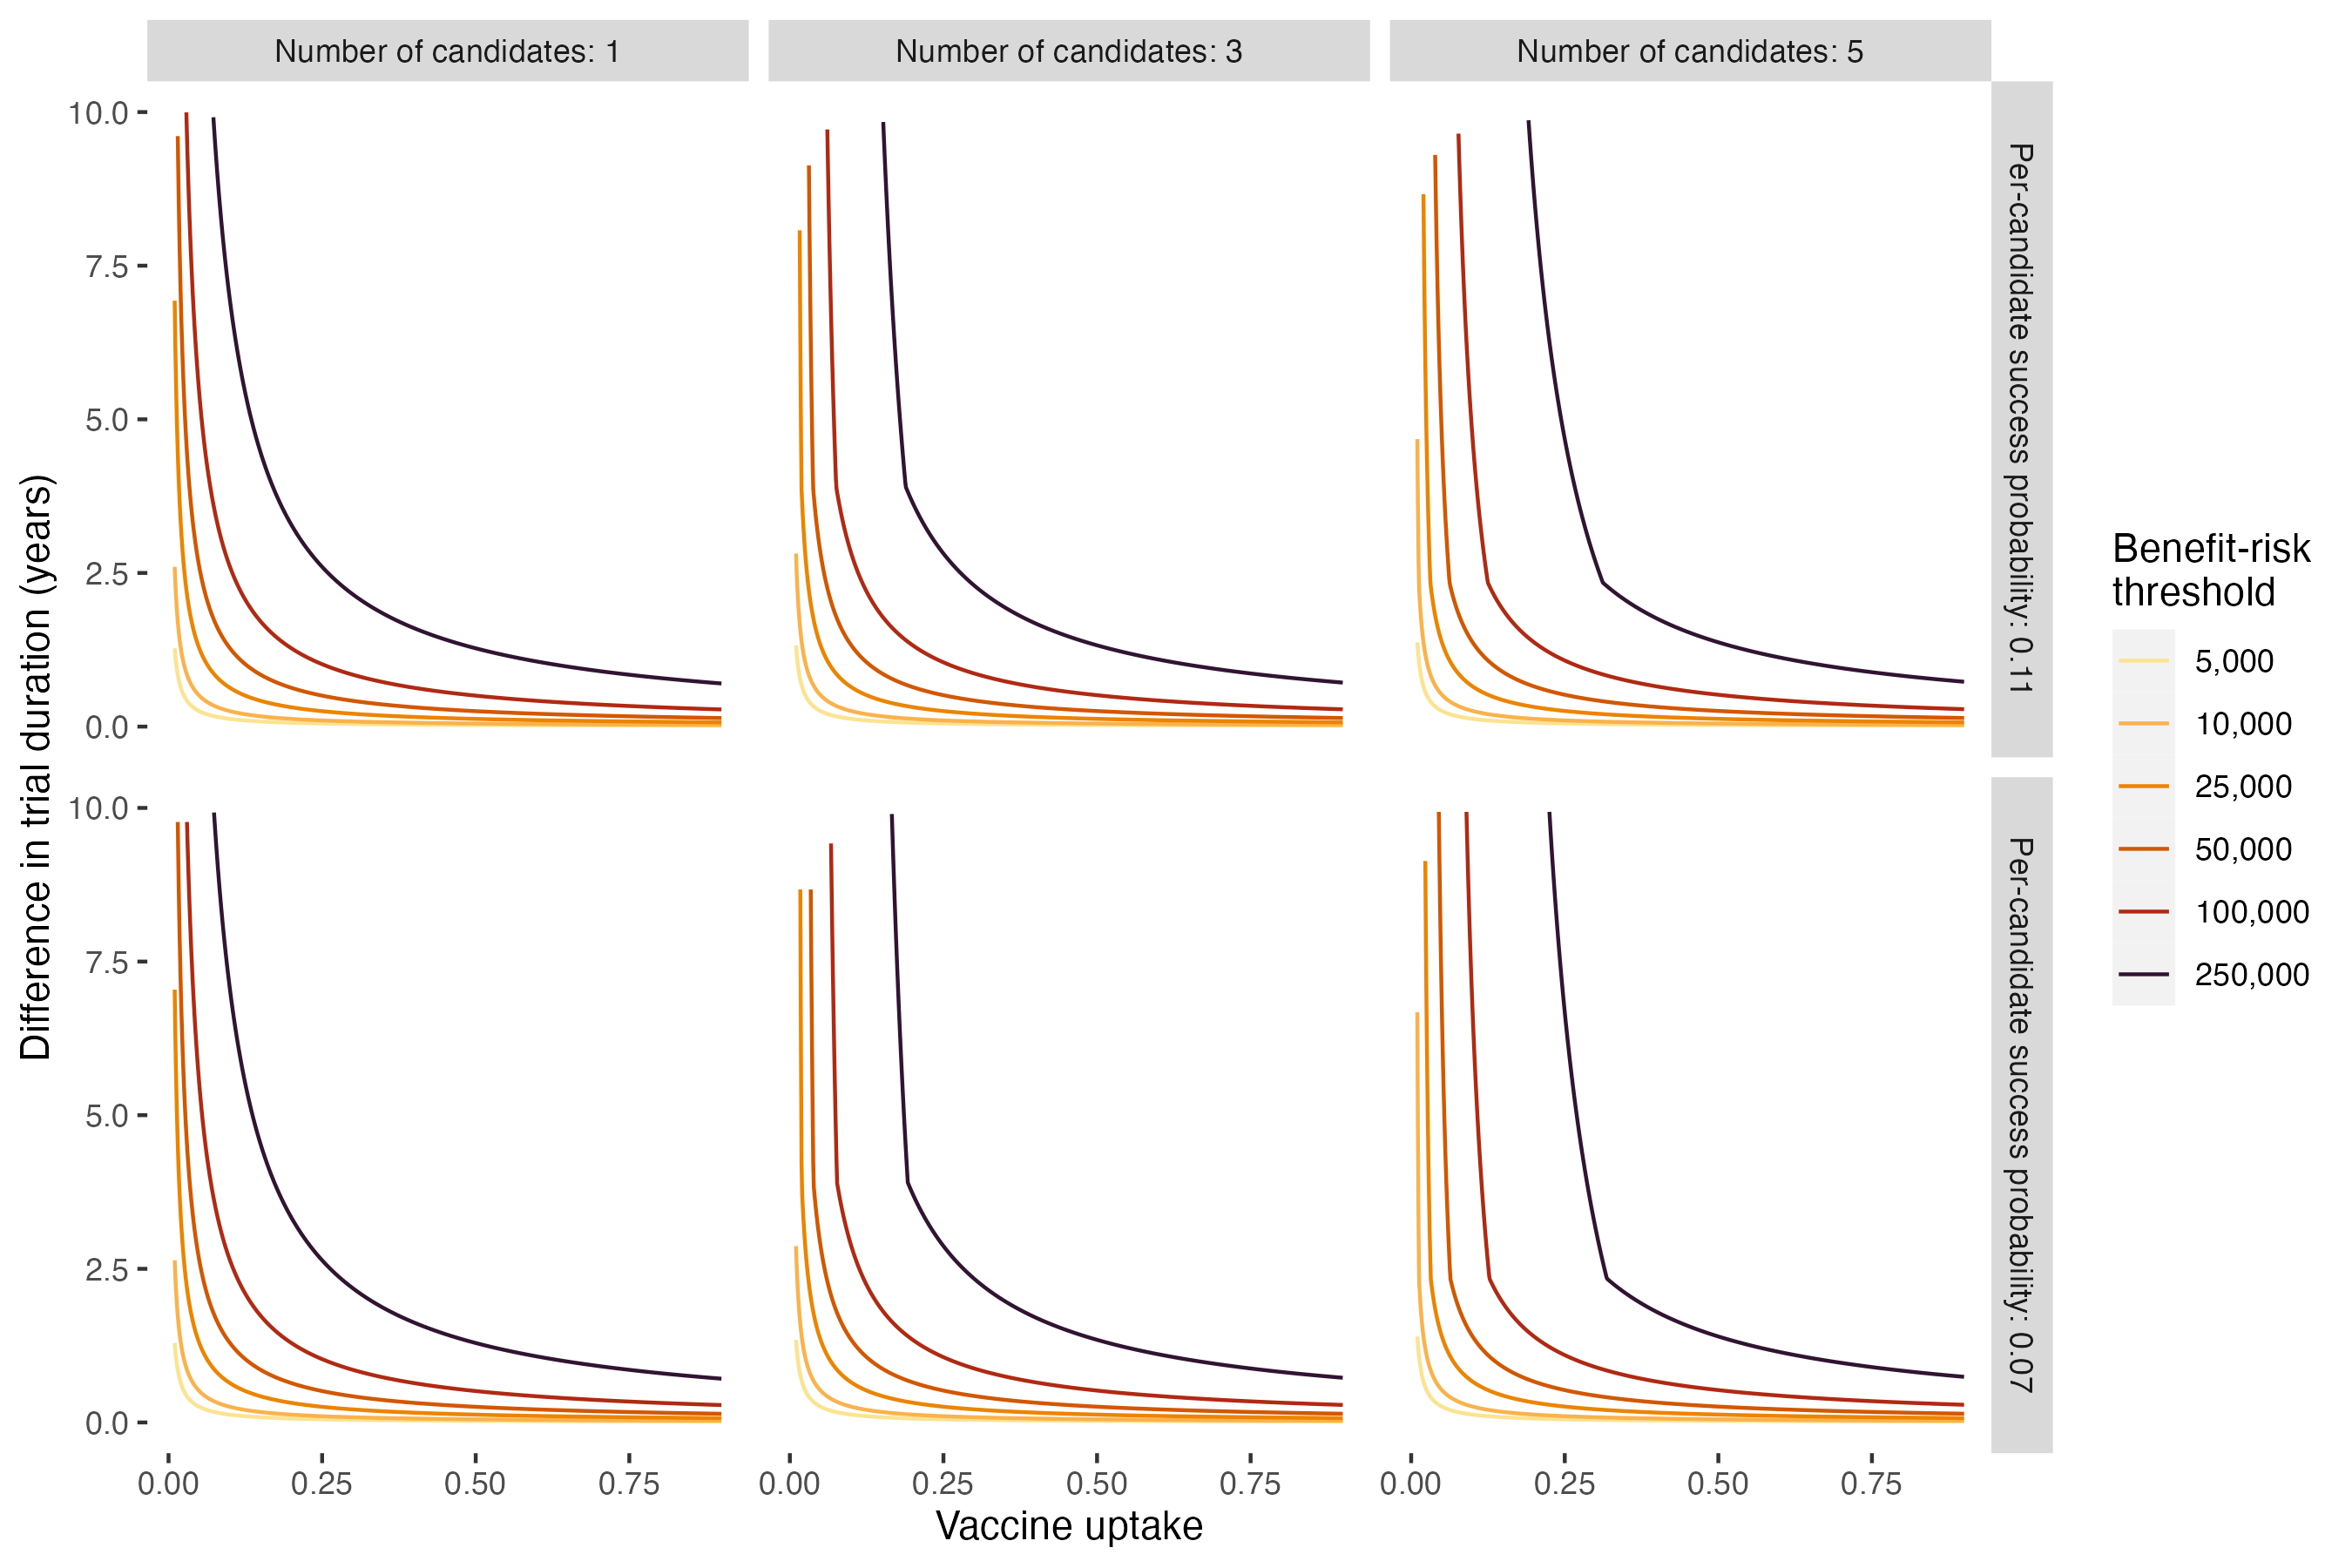 Number of candidates: 1
Number of candidates: 3
Number of candidates: 5
Difference in trial duration (years)
10.0
7.5
5.0
2.5
0.0
Per-candidate success probability: 0.11
10.0
7.5
5.0
2.5
0.0
Per-candidate success probability: 0.07
0.00 0.25 0.50 0.75
0.00 0.25 0.50 0.75
0.00 0.25 0.50 0.75
Vaccine uptake
Benefit-risk
threshold
5,000
10,000
25,000
50,000
100,000
250,000